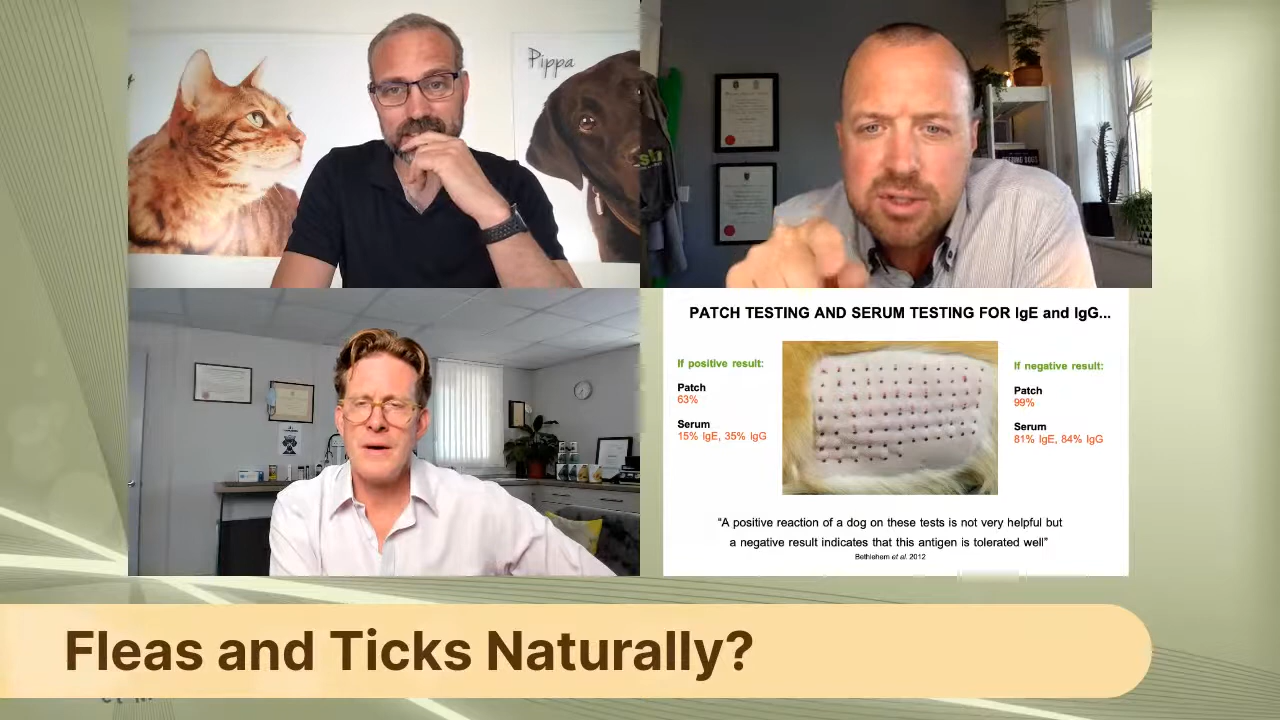 Pippa
PATCH TESTING AND SERUM TESTING FOR IgE and IgG...
If positive result:
Patch
63%
Serum
15% IgE, 35% IgG
If negative result:
Patch
99%
Serum
81% IgE, 84% IgG
"A positive reaction of a dog on these tests is not very helpful but
a negative result indicates that this antigen is tolerated well"
Bethlehem et al. 2012
Fleas and Ticks Naturally?